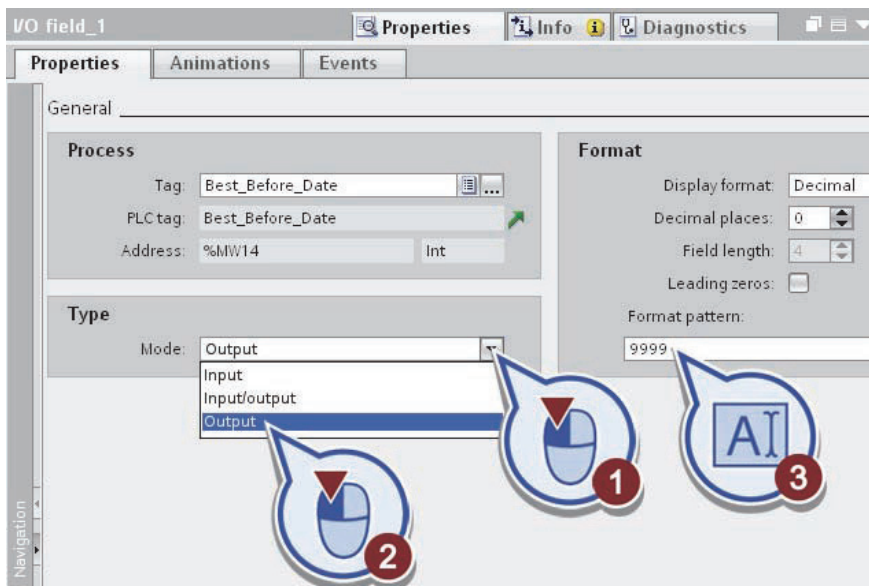 I/O field_1
Properties
Info
Diagnostics
Properties
Animations
Events
General
Process
Tag: Best_Before_Date ...
PLC tag: Best_Before_Date
Address: %MW14 Int
Type
Mode: Output
Input
Input/output
Output
Format
Display format: Decimal
Decimal places: 0
Field length: 4
Leading zeros:
Format pattern:
9999
1
2
A
3
Navigation